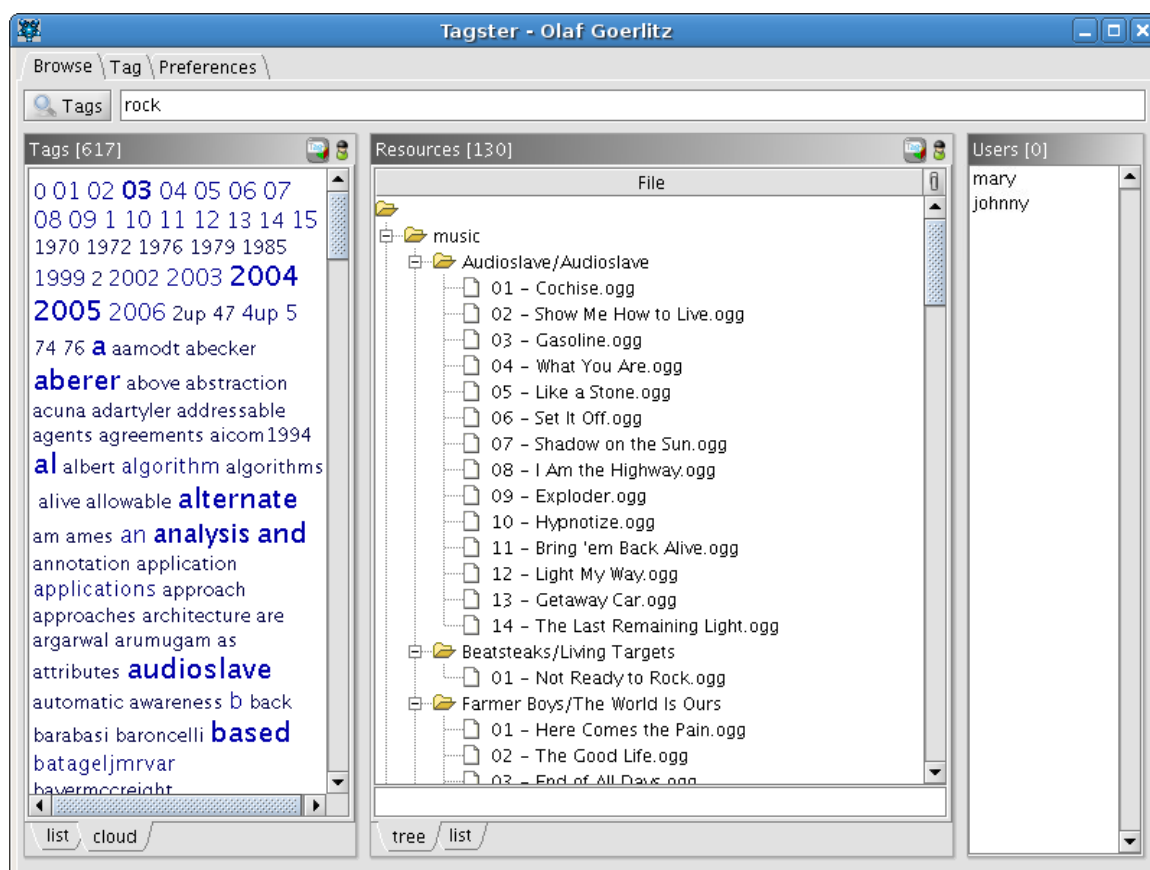 Tagster - Olaf Goerlitz
Browse Tag Preferences
Tags rock
Tags [617]
0 01 02 03 04 05 06 07
08 09 1 10 11 12 13 14 15
1970 1972 1976 1979 1985
1999 2 2002 2003 2004
2005 2006 2up 47 4up 5
74 76 a aamodt abecker
aberer above abstraction
acuna adartyler addressable
agents agreements aicom1994
al albert algorithm algorithms
alive allowable alternate
am ames an analysis and
annotation application
applications approach
approaches architecture are
argarwal arumugam as
attributes audioslave
automatic awareness b back
barabasi baroncelli based
batageljmrvar
bayermccreight
list cloud
Resources [130]
File
music
Audioslave/Audioslave
01 - Cochise.ogg
02 - Show Me How to Live.ogg
03 - Gasoline.ogg
04 - What You Are.ogg
05 - Like a Stone.ogg
06 - Set It Off.ogg
07 - Shadow on the Sun.ogg
08 - I Am the Highway.ogg
09 - Exploder.ogg
10 - Hypnotize.ogg
11 - Bring 'em Back Alive.ogg
12 - Light My Way.ogg
13 - Getaway Car.ogg
14 - The Last Remaining Light.ogg
Beatsteaks/Living Targets
01 - Not Ready to Rock.ogg
Farmer Boys/The World Is Ours
01 - Here Comes the Pain.ogg
02 - The Good Life.ogg
03 - End of All Days.ogg
tree list
Users [0]
mary
johnny